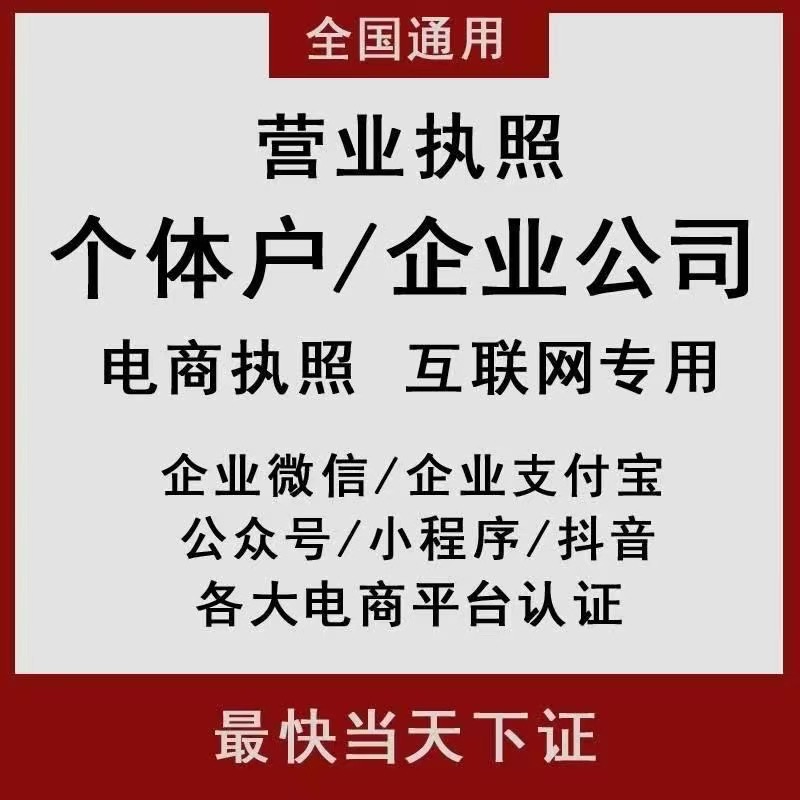 全国通用
营业执照
个体户/企业公司
电商执照 互联网专用
企业微信/企业支付宝
公众号/小程序/抖音
各大电商平台认证
最快当天下证